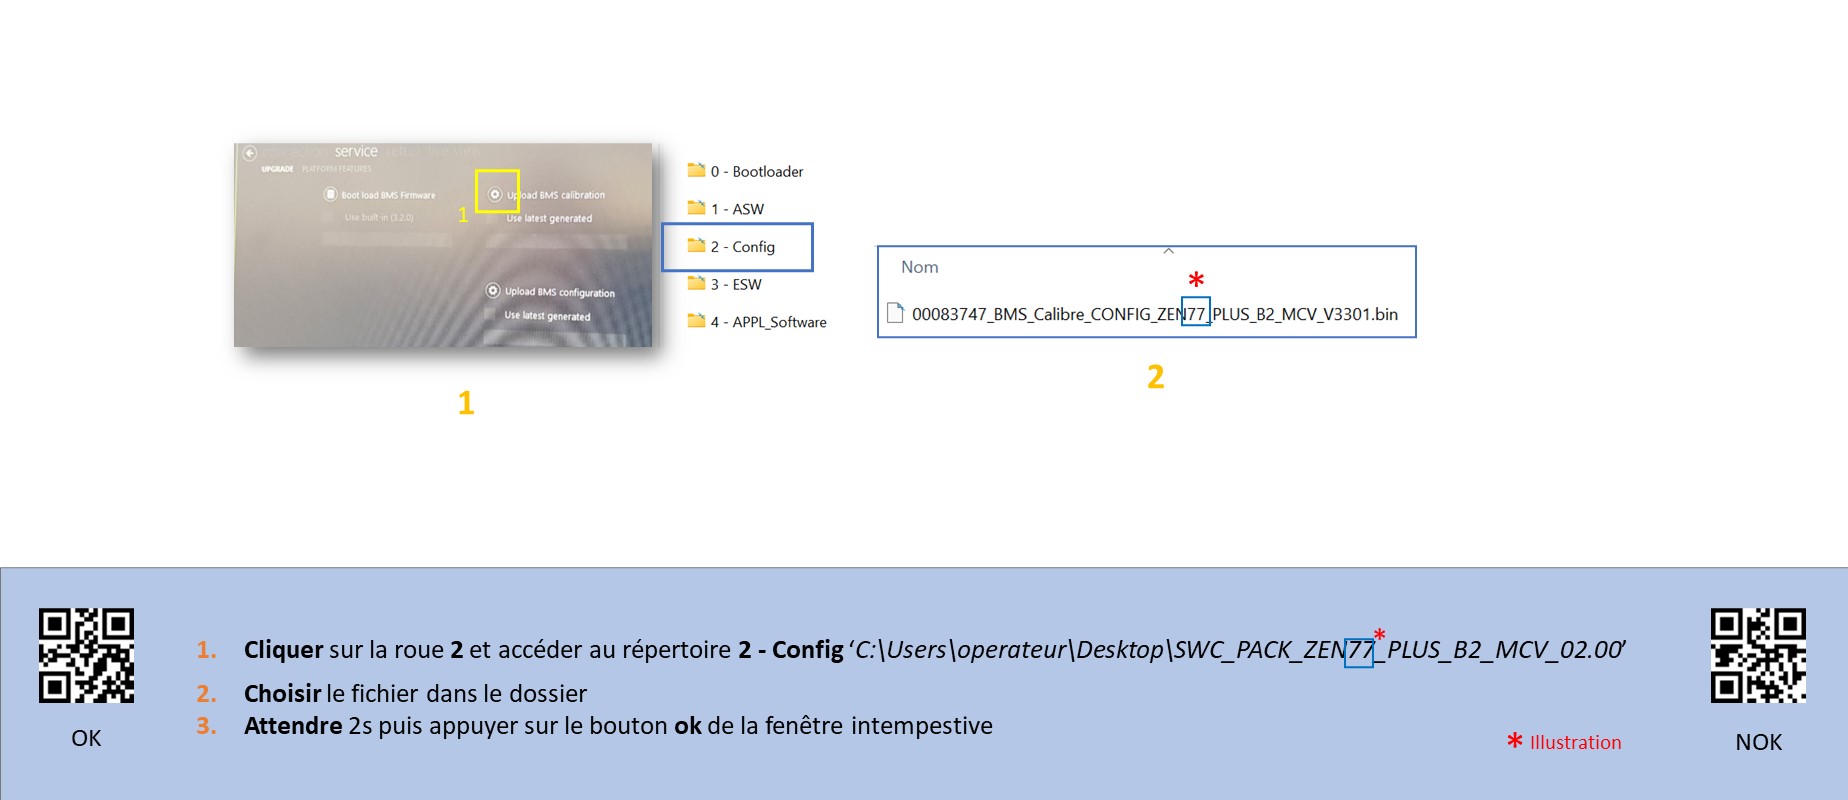 service
UPGRADE PLATFORM FEATURES
Boot load BMS Firmware
Use built-in (3.2.0)
1
Upload BMS calibration
Use latest generated
Upload BMS configuration
Use latest generated
1
0 - Bootloader
1 - ASW
2 - Config
3 - ESW
4 - APPL_Software
Nom
*
00083747_BMS_Calibre_CONFIG_ZEN77_PLUS_B2_MCV_V3301.bin
2
OK
1. Cliquer sur la roue 2 et accéder au répertoire 2 - Config ‘C:\Users\operateur\Desktop\SWC_PACK_ZEN77*_PLUS_B2_MCV_02.00’
2. Choisir le fichier dans le dossier
3. Attendre 2s puis appuyer sur le bouton ok de la fenêtre intempestive
* Illustration
NOK